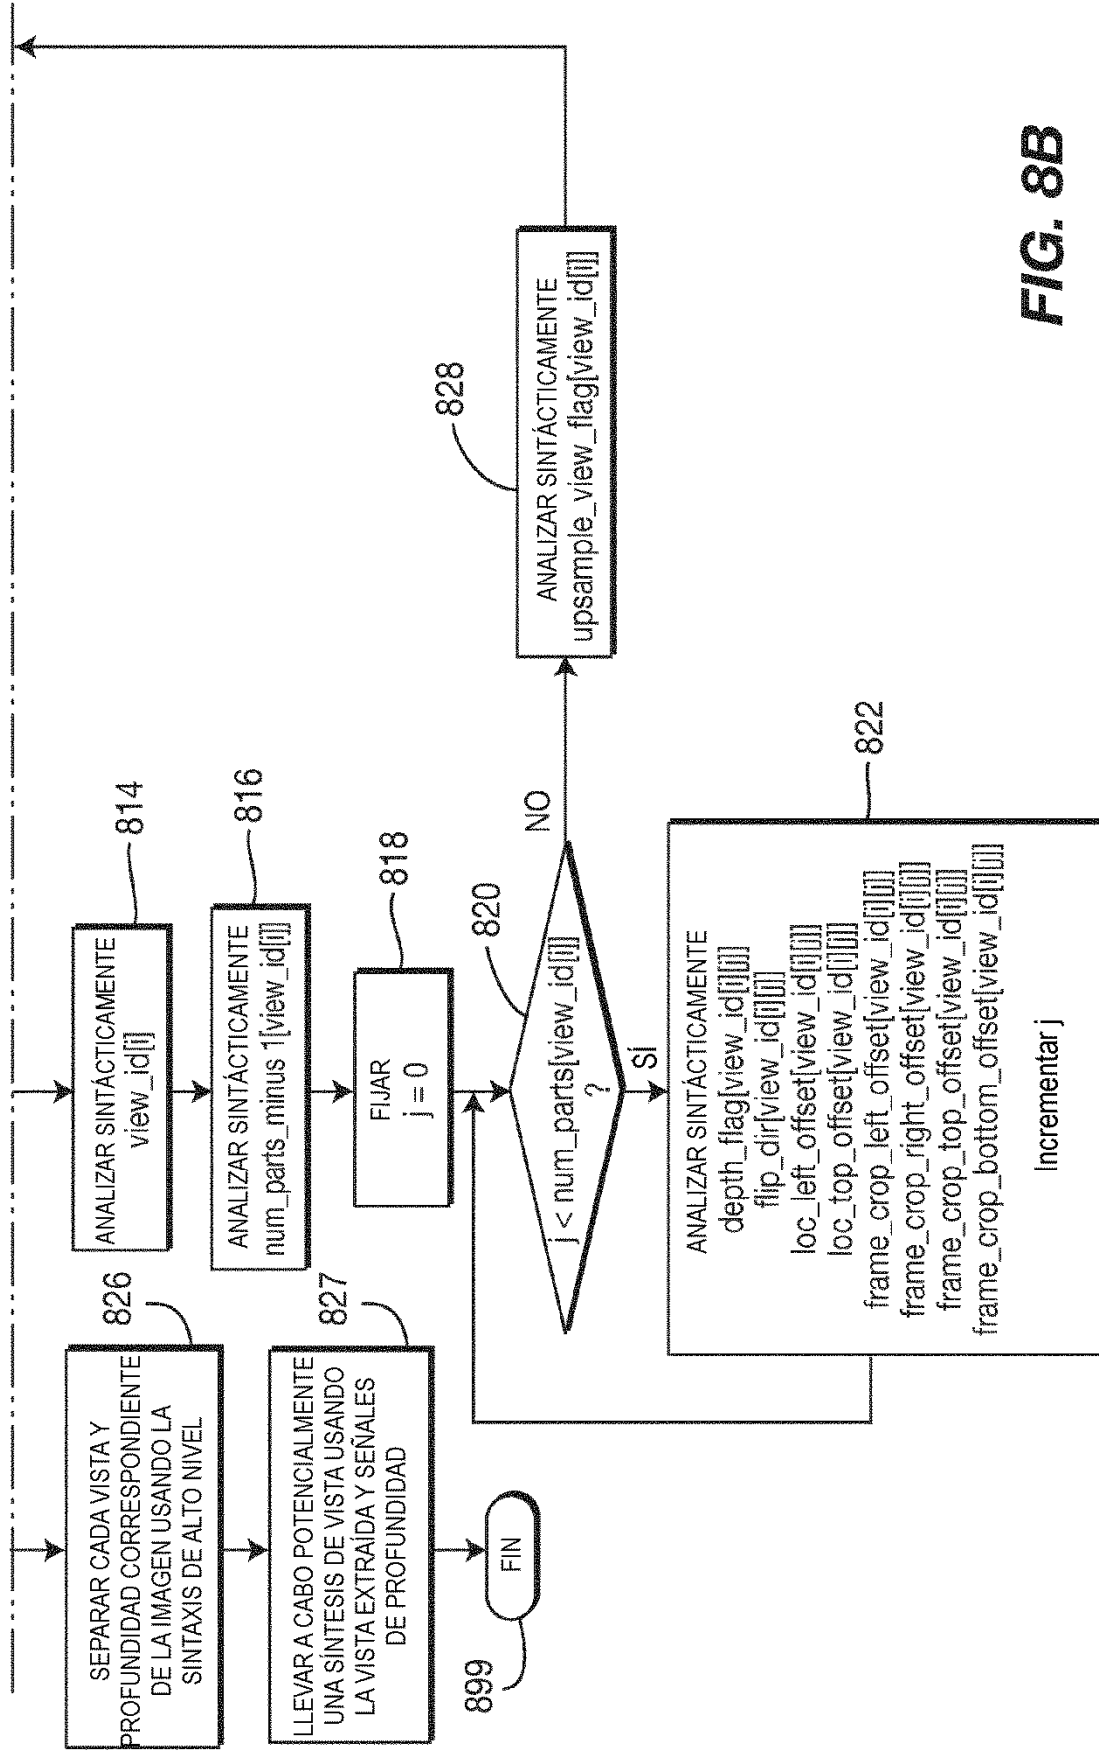 SEPARAR CADA VISTA Y
PROFUNDIDAD CORRESPONDIENTE
DE LA IMAGEN USANDO LA
SINTAXIS DE ALTO NIVEL
826
LLEVAR A CABO POTENCIALMENTE
UNA SÍNTESIS DE VISTA USANDO
LA VISTA EXTRAÍDA Y SEÑALES
DE PROFUNDIDAD
827
FIN
899
ANALIZAR SINTÁCTICAMENTE
view_id[i]
814
ANALIZAR SINTÁCTICAMENTE
num_parts_minus 1[view_id[i]]
816
FIJAR
j = 0
818
j < num_parts[view_id[i]]
?
820
NO
SÍ
ANALIZAR SINTÁCTICAMENTE
depth_flag[view_id[i][j]]
flip_dir[view_id[i][j]]
loc_left_offset[view_id[i][j]]
loc_top_offset[view_id[i][j]]
frame_crop_left_offset[view_id[i][j]]
frame_crop_right_offset[view_id[i][j]]
frame_crop_top_offset[view_id[i][j]]
frame_crop_bottom_offset[view_id[i][j]]
Incrementar j
822
ANALIZAR SINTÁCTICAMENTE
upsample_view_flag[view_id[i]]
828
FIG. 8B